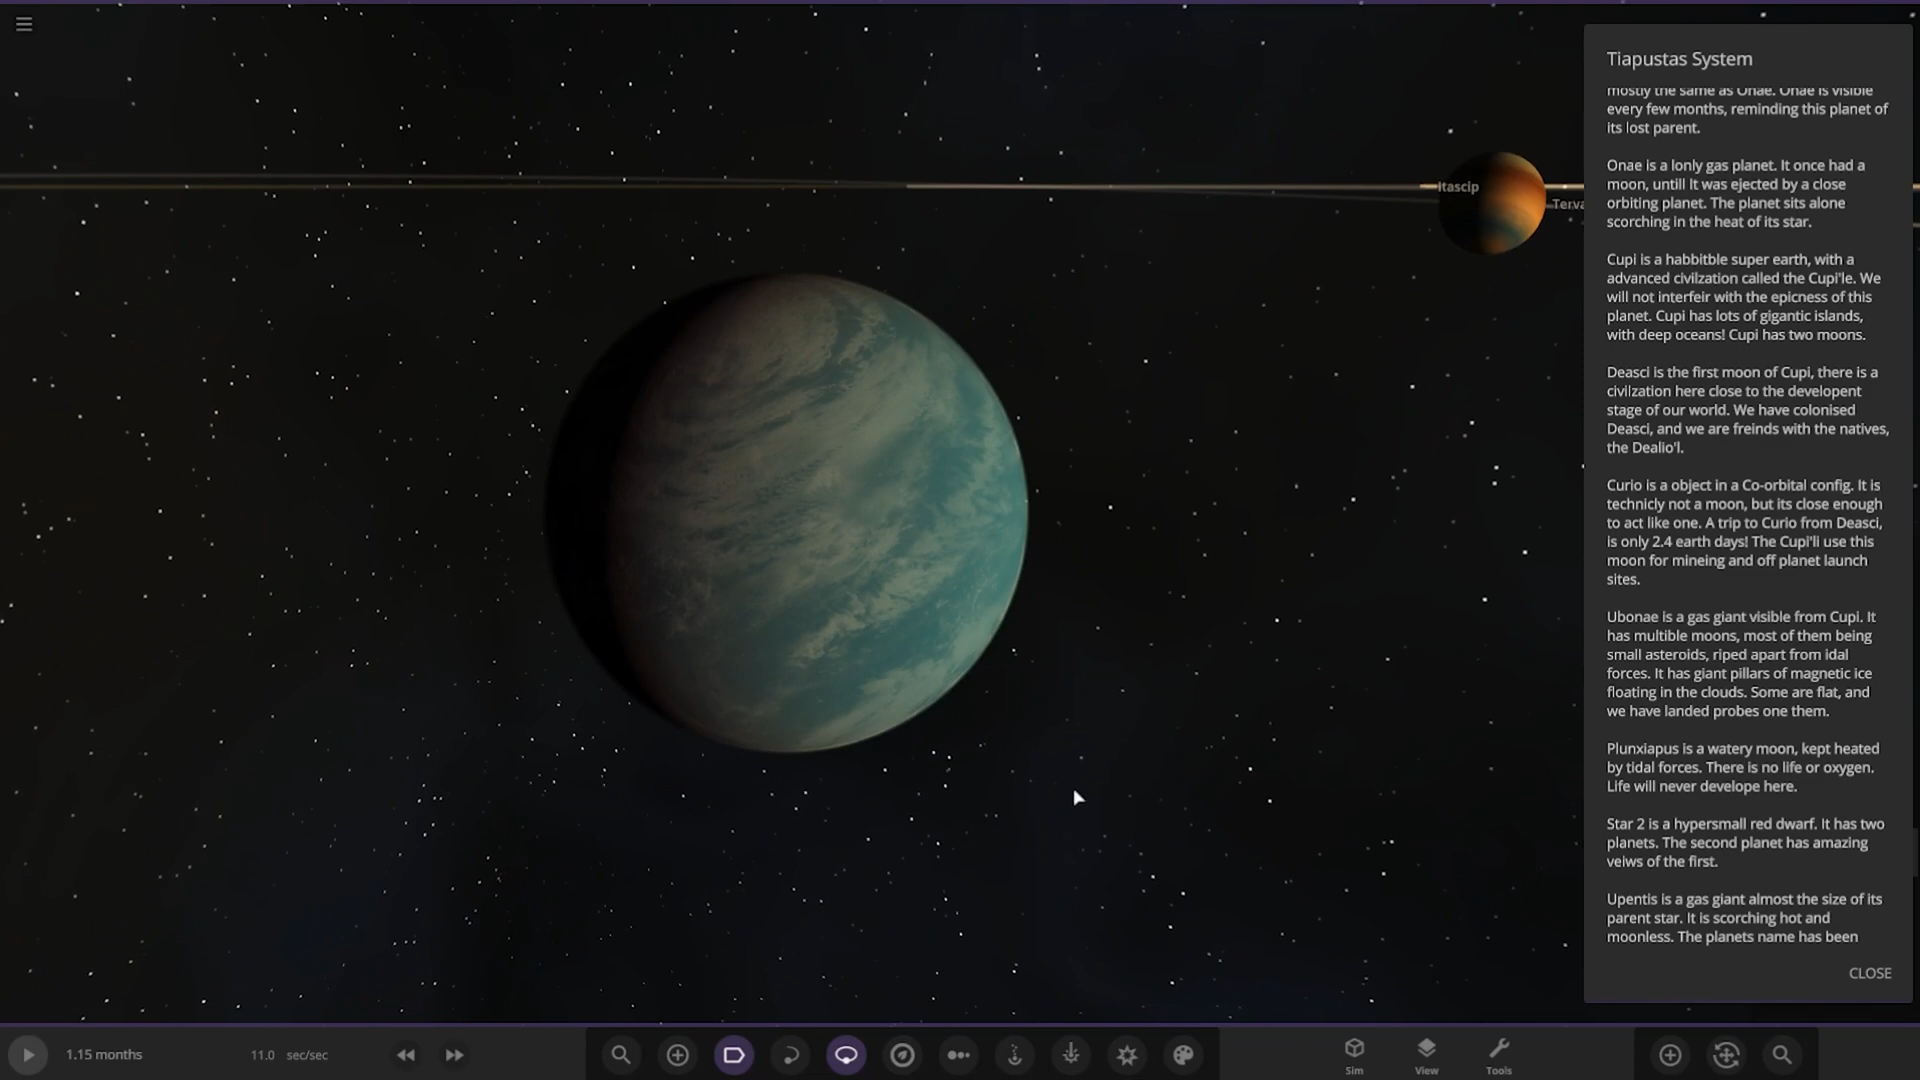 Tiapustas System
mostly the same as Onae. Onae is visible
every few months, reminding this planet of
its lost parent.
Onae is a lonly gas planet. It once had a
moon, untill It was ejected by a close
orbiting planet. The planet sits alone
scorching in the heat of its star.
Cupi is a habbitble super earth, with a
advanced civilzation called the Cupi'le. We
will not interfeir with the epicness of this
planet. Cupi has lots of gigantic islands,
with deep oceans! Cupi has two moons.
Deasci is the first moon of Cupi, there is a
civilzation here close to the developent
stage of our world. We have colonised
Deasci, and we are freinds with the natives,
the Dealio'l.
Curio is a object in a Co-orbital config. It is
technicly not a moon, but its close enough
to act like one. A trip to Curio from Deasci,
is only 2.4 earth days! The Cupi'li use this
moon for mineing and off planet launch
sites.
Ubonae is a gas giant visible from Cupi. It
has multible moons, most of them being
small asteroids, riped apart from idal
forces. It has giant pillars of magnetic ice
floating in the clouds. Some are flat, and
we have landed probes one them.
Plunxiapus is a watery moon, kept heated
by tidal forces. There is no life or oxygen.
Life will never develope here.
Star 2 is a hypersmall red dwarf. It has two
planets. The second planet has amazing
veiws of the first.
Upentis is a gas giant almost the size of its
parent star. It is scorching hot and
moonless. The planets name has been
CLOSE
Itascip
Terva
1.15 months
11.0 sec/sec
Sim
View
Tools